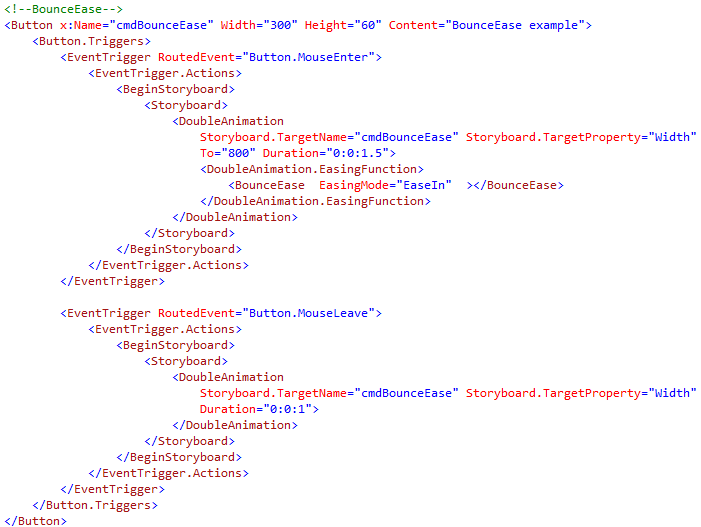 <!--BounceEase-->
<Button x:Name="cmdBounceEase" Width="300" Height="60" Content="BounceEase example">
    <Button.Triggers>
        <EventTrigger RoutedEvent="Button.MouseEnter">
            <EventTrigger.Actions>
                <BeginStoryboard>
                    <Storyboard>
                        <DoubleAnimation
                            Storyboard.TargetName="cmdBounceEase" Storyboard.TargetProperty="Width"
                            To="800" Duration="0:0:1.5">
                            <DoubleAnimation.EasingFunction>
                                <BounceEase  EasingMode="EaseIn"  ></BounceEase>
                            </DoubleAnimation.EasingFunction>
                        </DoubleAnimation>
                    </Storyboard>
                </BeginStoryboard>
            </EventTrigger.Actions>
        </EventTrigger>

        <EventTrigger RoutedEvent="Button.MouseLeave">
            <EventTrigger.Actions>
                <BeginStoryboard>
                    <Storyboard>
                        <DoubleAnimation
                            Storyboard.TargetName="cmdBounceEase" Storyboard.TargetProperty="Width"
                            Duration="0:0:1">
                        </DoubleAnimation>
                    </Storyboard>
                </BeginStoryboard>
            </EventTrigger.Actions>
        </EventTrigger>
    </Button.Triggers>
</Button>